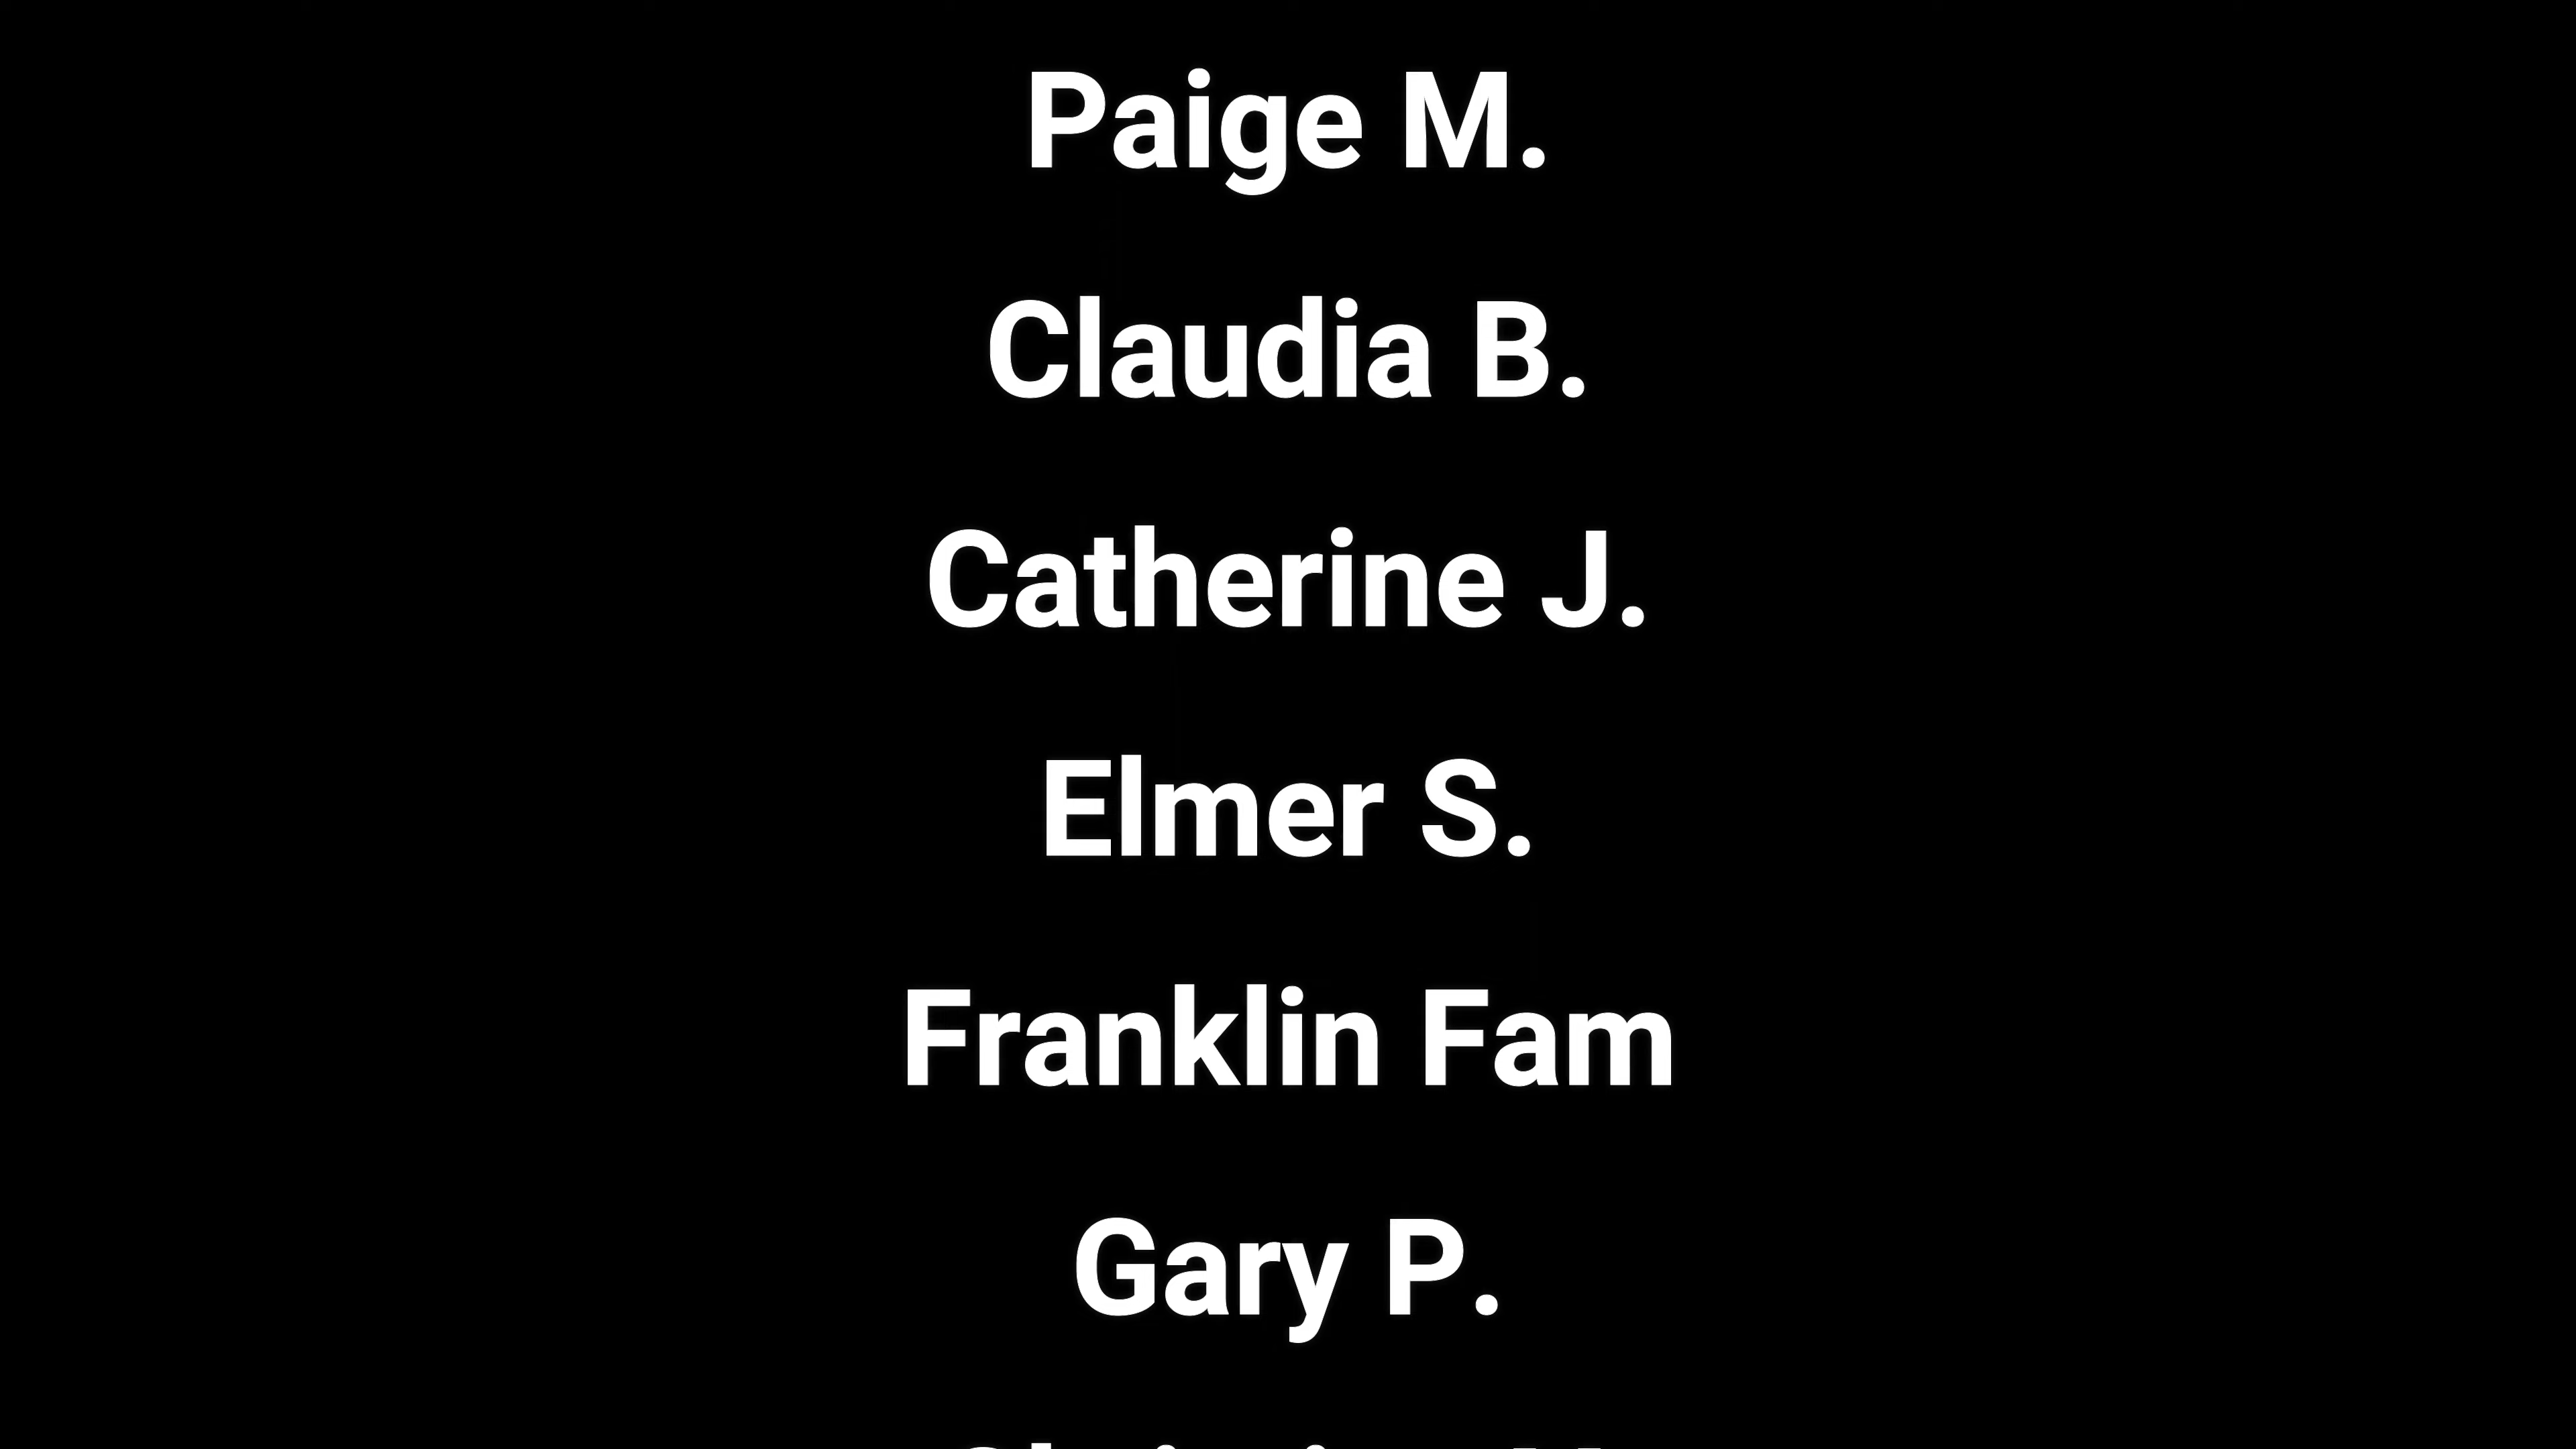 Paige M.
Claudia B.
Catherine J.
Elmer S.
Franklin Fam
Gary P.